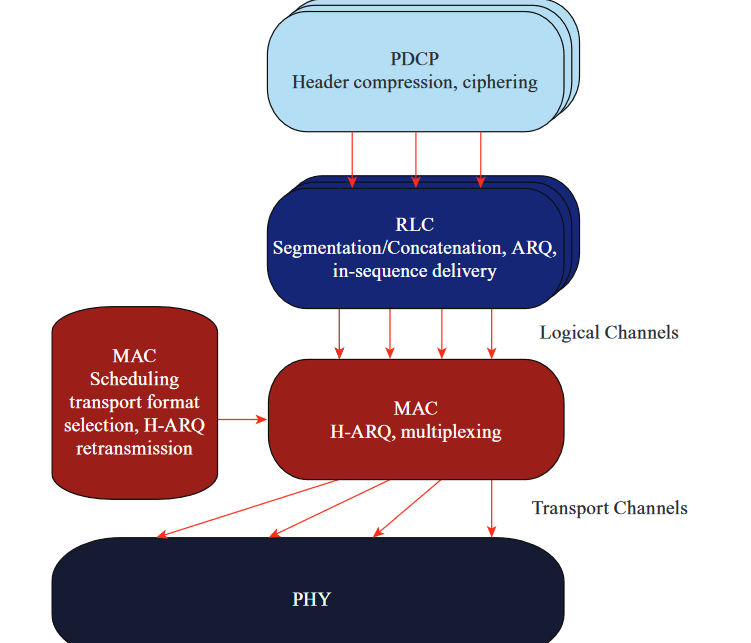 PDCP
Header compression, ciphering
RLC
Segmentation/Concatenation, ARQ,
in-sequence delivery
Logical Channels
MAC
Scheduling
transport format
selection, H-ARQ
retransmission
MAC
H-ARQ, multiplexing
Transport Channels
PHY